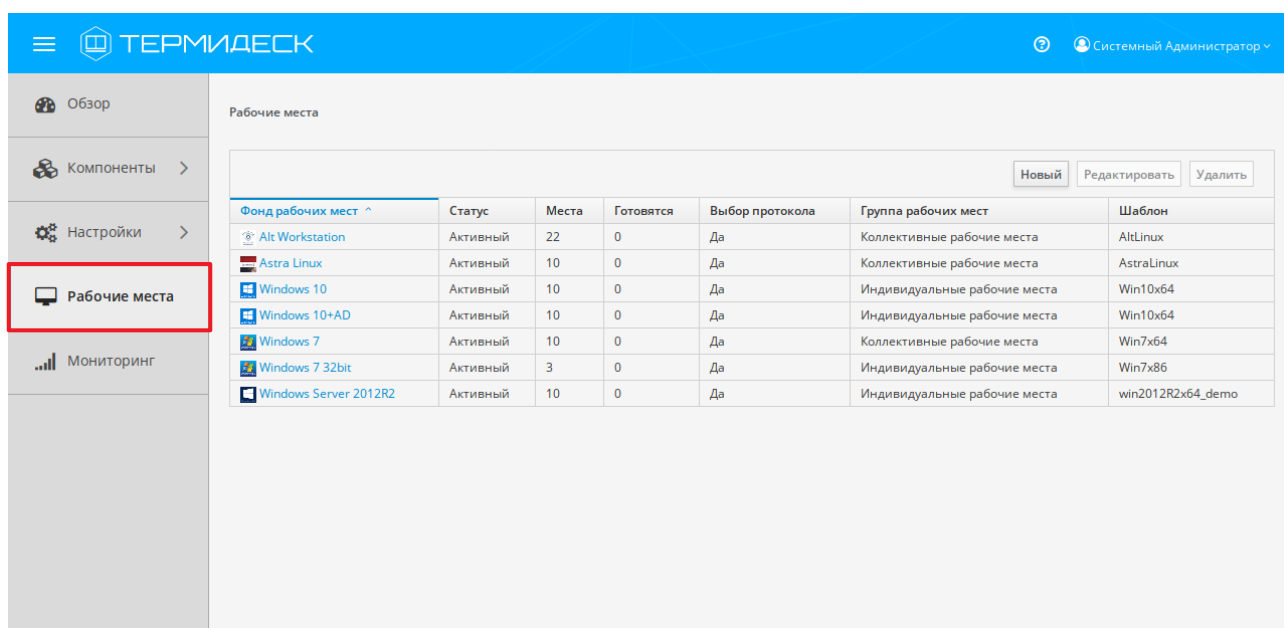 ТЕРМИДЕСК
Системный Администратор
Обзор
Компоненты
Настройки
Рабочие места
Мониторинг
Рабочие места
Новый Редактировать Удалить
Фонд рабочих мест Статус Места Готовятся Выбор протокола Группа рабочих мест Шаблон
Alt Workstation Активный 22 0 Да Коллективные рабочие места AltLinux
Astra Linux Активный 10 0 Да Коллективные рабочие места AstraLinux
Windows 10 Активный 10 0 Да Индивидуальные рабочие места Win10x64
Windows 10+AD Активный 10 0 Да Индивидуальные рабочие места Win10x64
Windows 7 Активный 10 0 Да Коллективные рабочие места Win7x64
Windows 7 32bit Активный 3 0 Да Индивидуальные рабочие места Win7x86
Windows Server 2012R2 Активный 10 0 Да Индивидуальные рабочие места win2012R2x64_demo